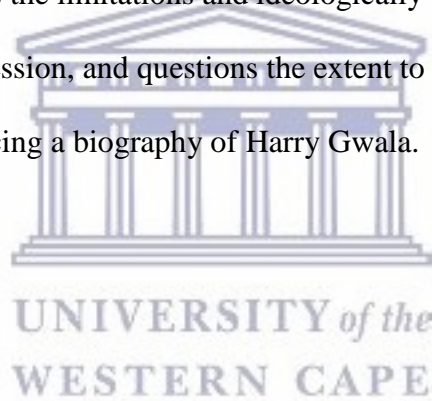 the limitations and ideologically
ssion, and questions the extent to
ing a biography of Harry Gwala.
UNIVERSITY of the
WESTERN CAPE